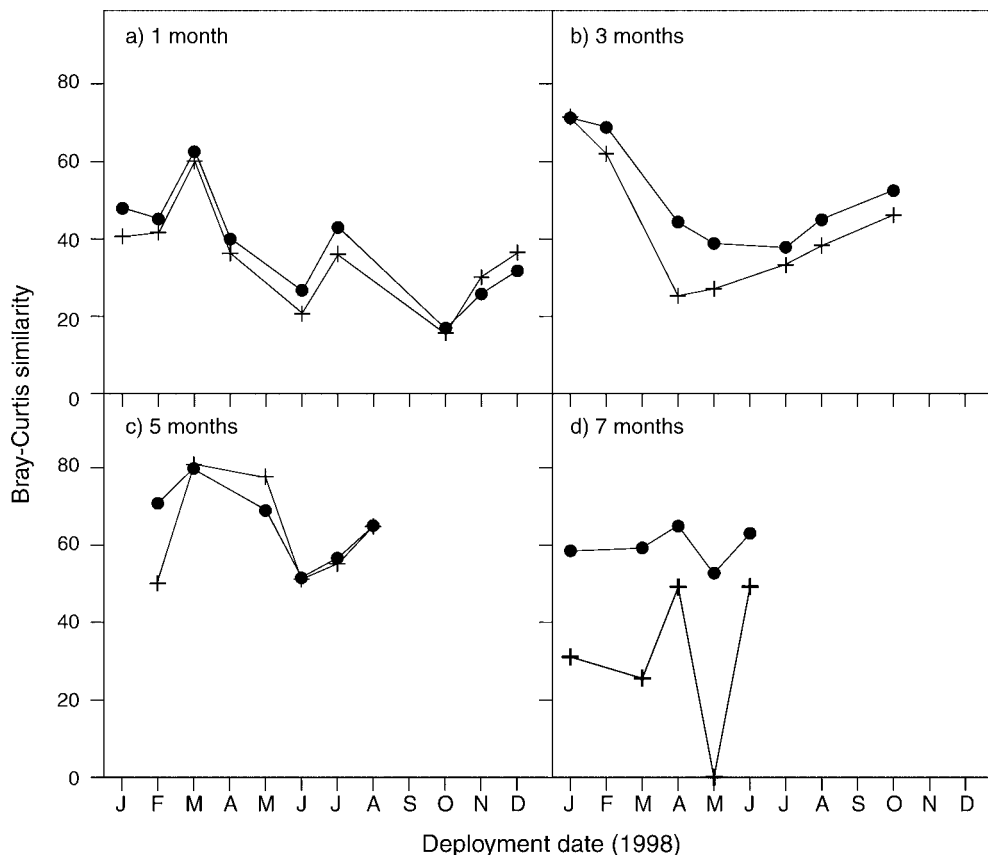 a) 1 month
b) 3 months
80
60
40
20
0
c) 5 months
d) 7 months
80
60
40
20
0
Bray-Curtis similarity
J F M A M J J A S O N D
J F M A M J J A S O N D
Deployment date (1998)